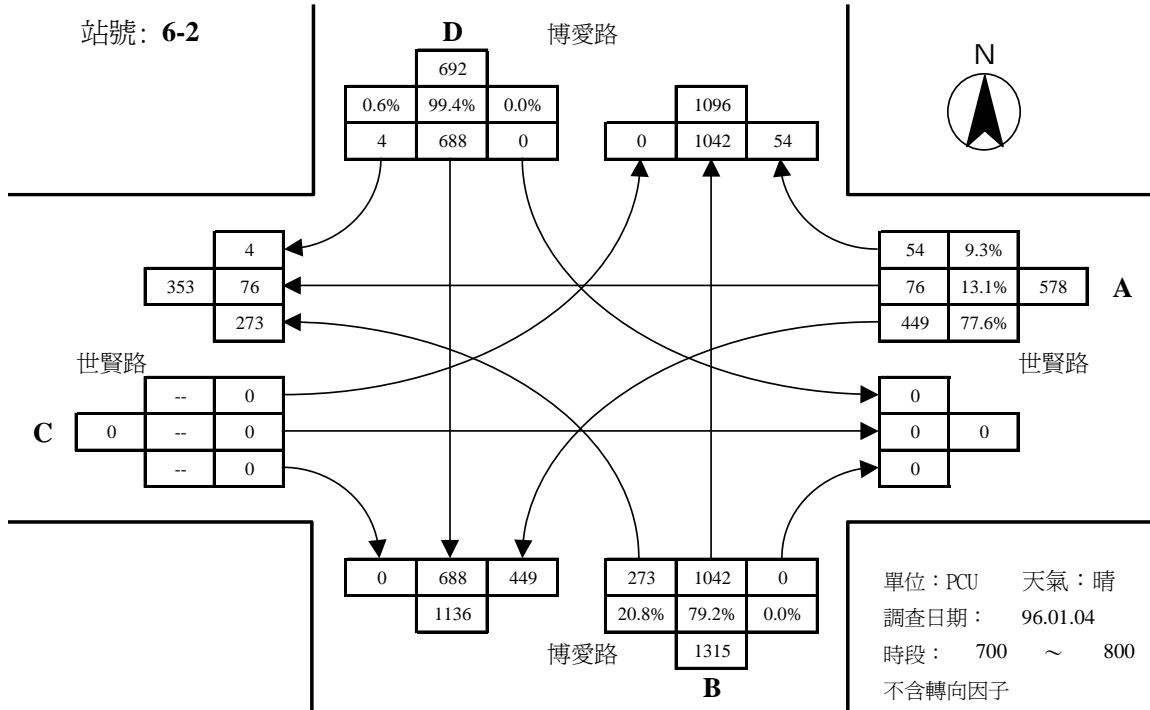 站號: 6-2
D
博愛路
N
692
0.6% 99.4% 0.0%
4 688 0
1096
0 1042 54
4
353 76
273
54 9.3%
76 13.1% 578
449 77.6%
A
世賢路
世賢路
-- 0
C 0 -- 0
-- 0
0
0 0
0
0 688 449
1136
博愛路
273 1042 0
20.8% 79.2% 0.0%
1315
B
單位：PCU 天氣：晴
調查日期： 96.01.04
時段： 700 ～ 800
不含轉向因子